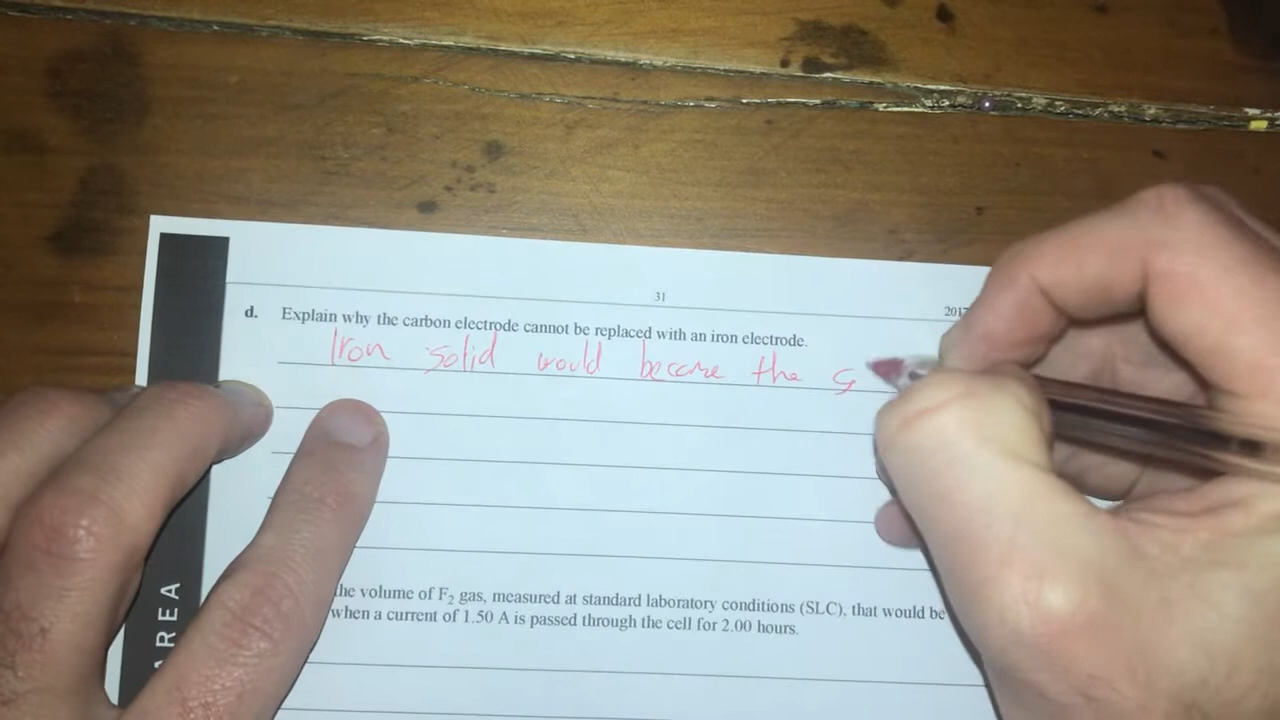 31
2017
d. Explain why the carbon electrode cannot be replaced with an iron electrode.
Iron solid would become the s
the volume of F₂ gas, measured at standard laboratory conditions (SLC), that would be
when a current of 1.50 A is passed through the cell for 2.00 hours.
REA